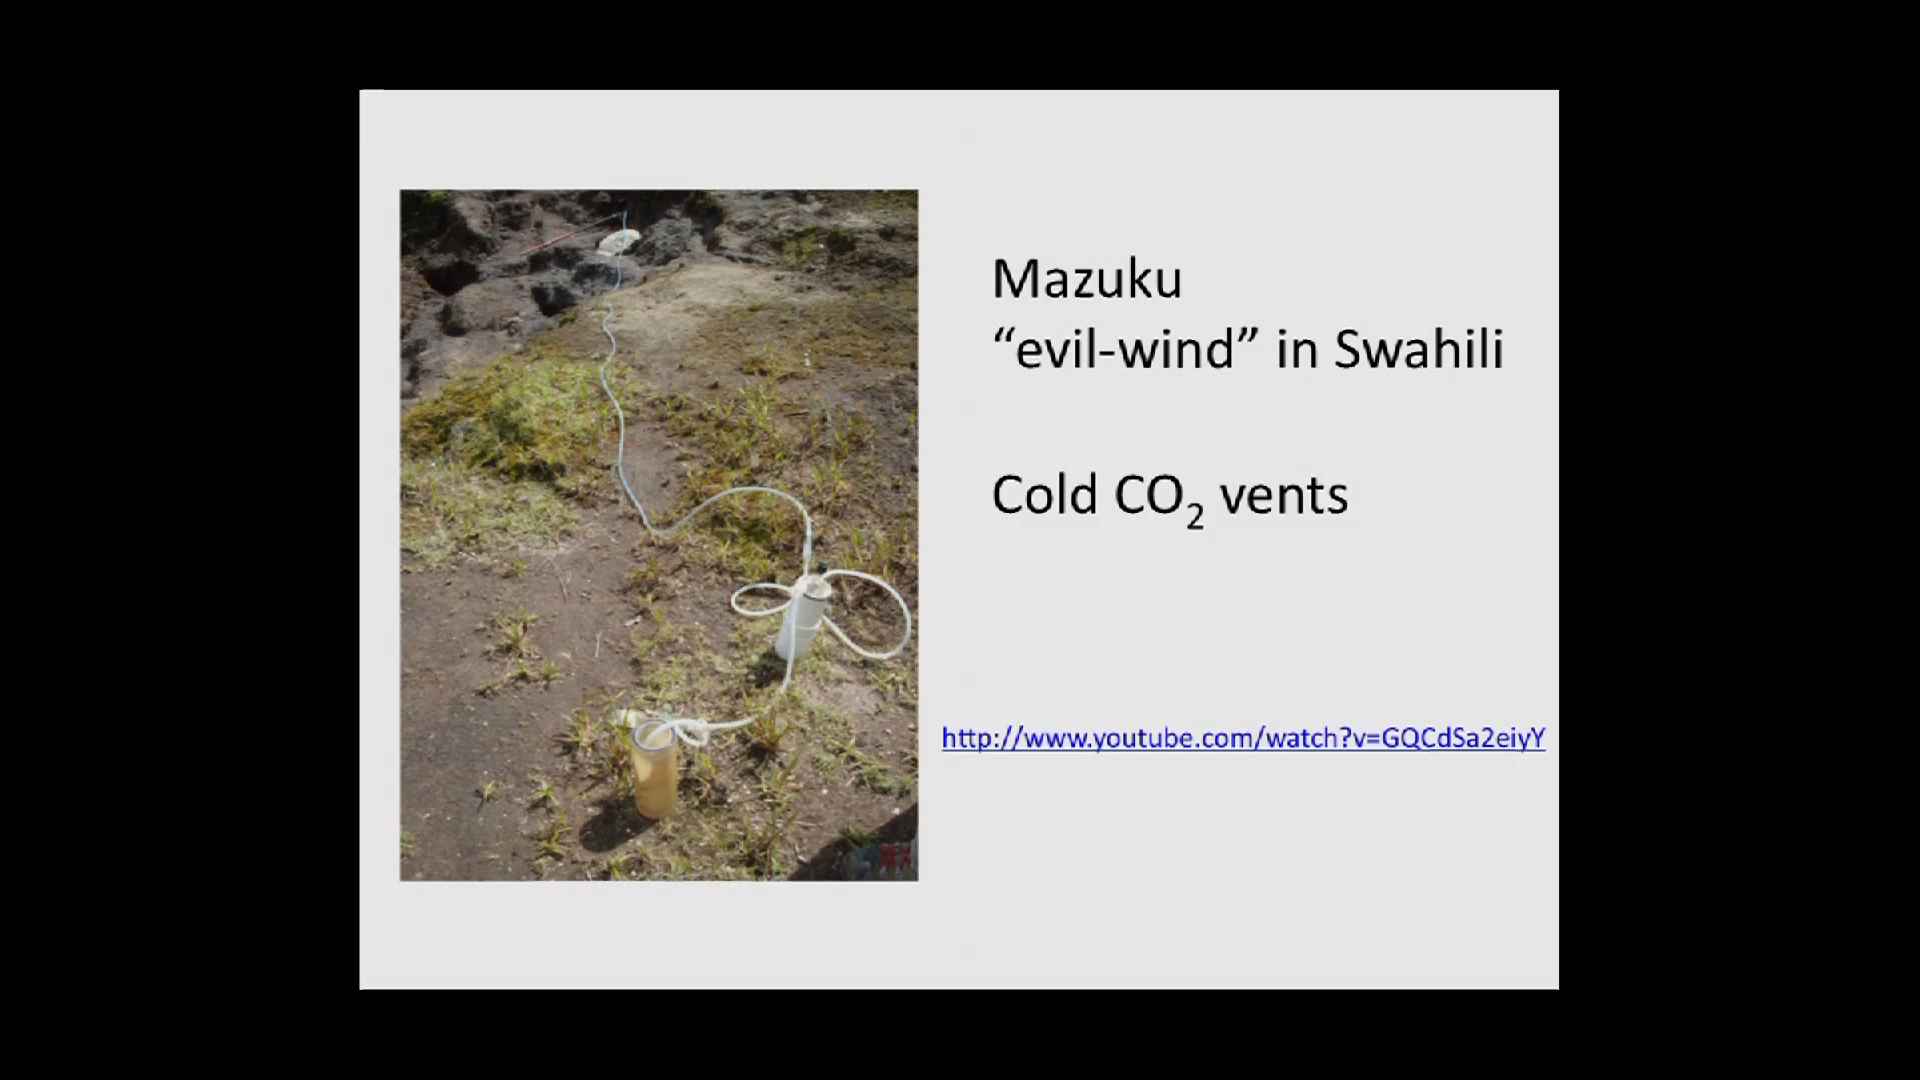 Mazuku
“evil-wind” in Swahili
Cold CO₂ vents
http://www.youtube.com/watch?v=GQCdSa2eiyY